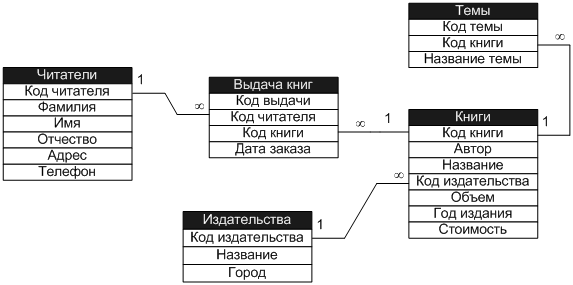 Темы
Код темы
Код книги
∞
Название темы
Читатели
1
Код читателя
Фамилия
Имя
Отчество
Адрес
Телефон
Выдача книг
Код выдачи
∞
Код читателя
Код книги
∞
Дата заказа
Книги
1
Код книги
1
Автор
Название
Код издательства
∞
Объем
Год издания
Стоимость
Издательства
Код издательства
1
Название
Город